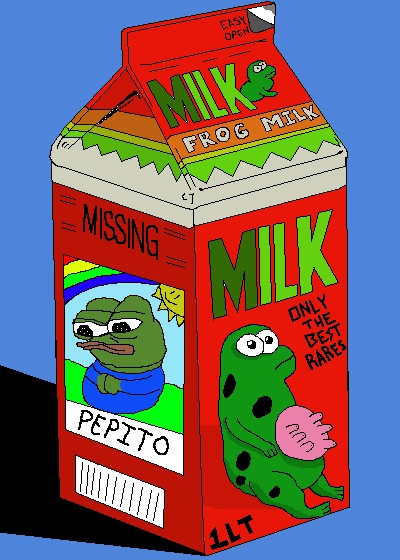 EASY
OPEN
MILK
FROG MILK
MISSING
PEPITO
MILK
ONLY
THE
BEST
RARES
1LT